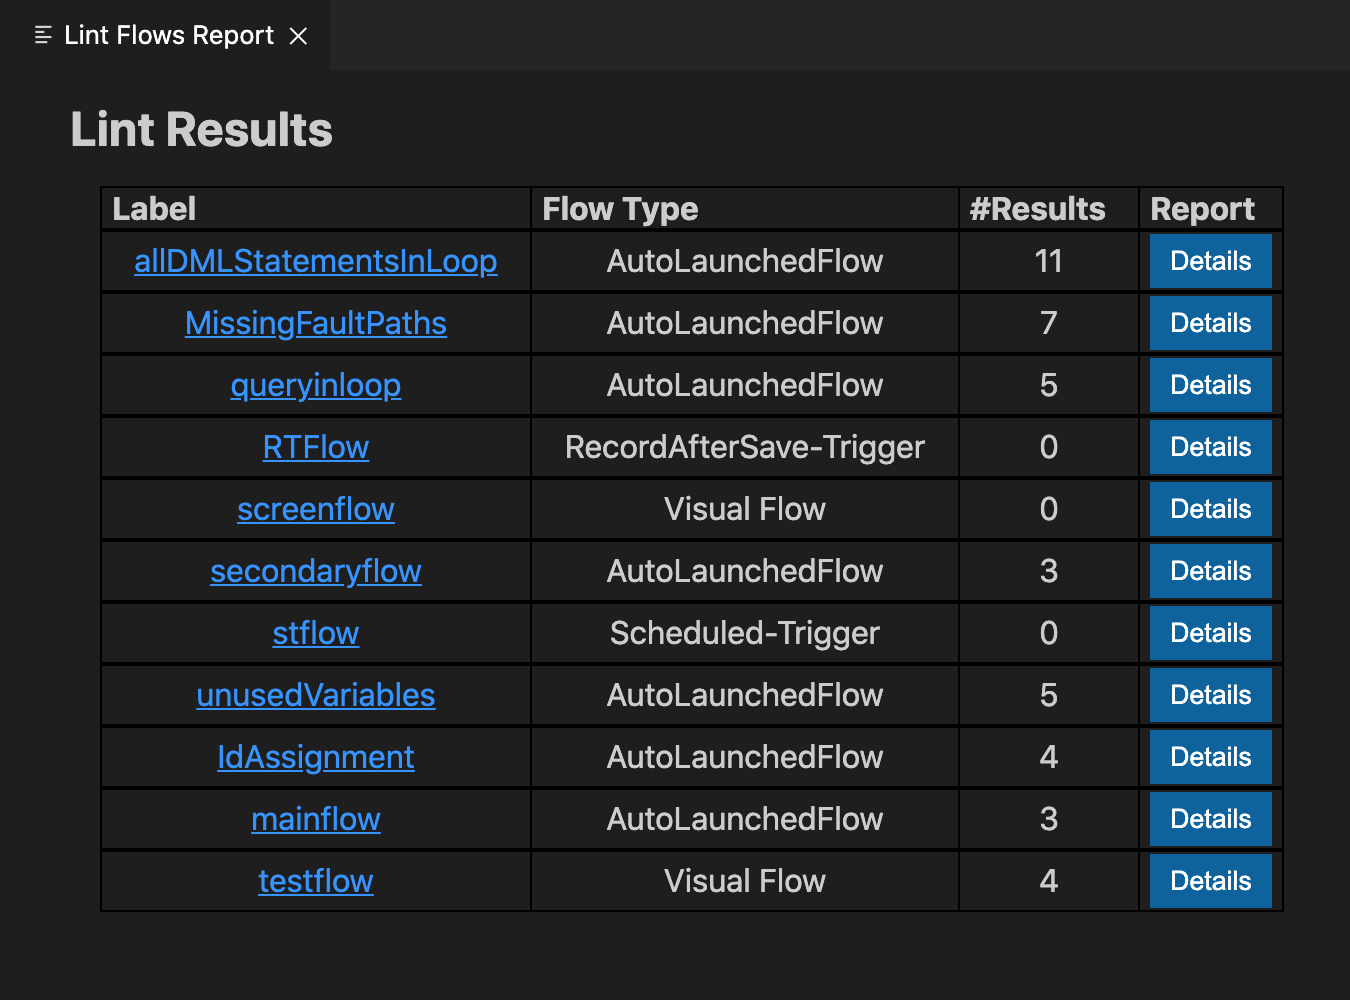 Lint Flows Report
Lint Results
Label Flow Type #Results Report
allDMLStatementsInLoop AutoLaunchedFlow 11 Details
MissingFaultPaths AutoLaunchedFlow 7 Details
queryinloop AutoLaunchedFlow 5 Details
RTFlow RecordAfterSave-Trigger 0 Details
screenflow Visual Flow 0 Details
secondaryflow AutoLaunchedFlow 3 Details
stflow Scheduled-Trigger 0 Details
unusedVariables AutoLaunchedFlow 5 Details
IdAssignment AutoLaunchedFlow 4 Details
mainflow AutoLaunchedFlow 3 Details
testflow Visual Flow 4 Details